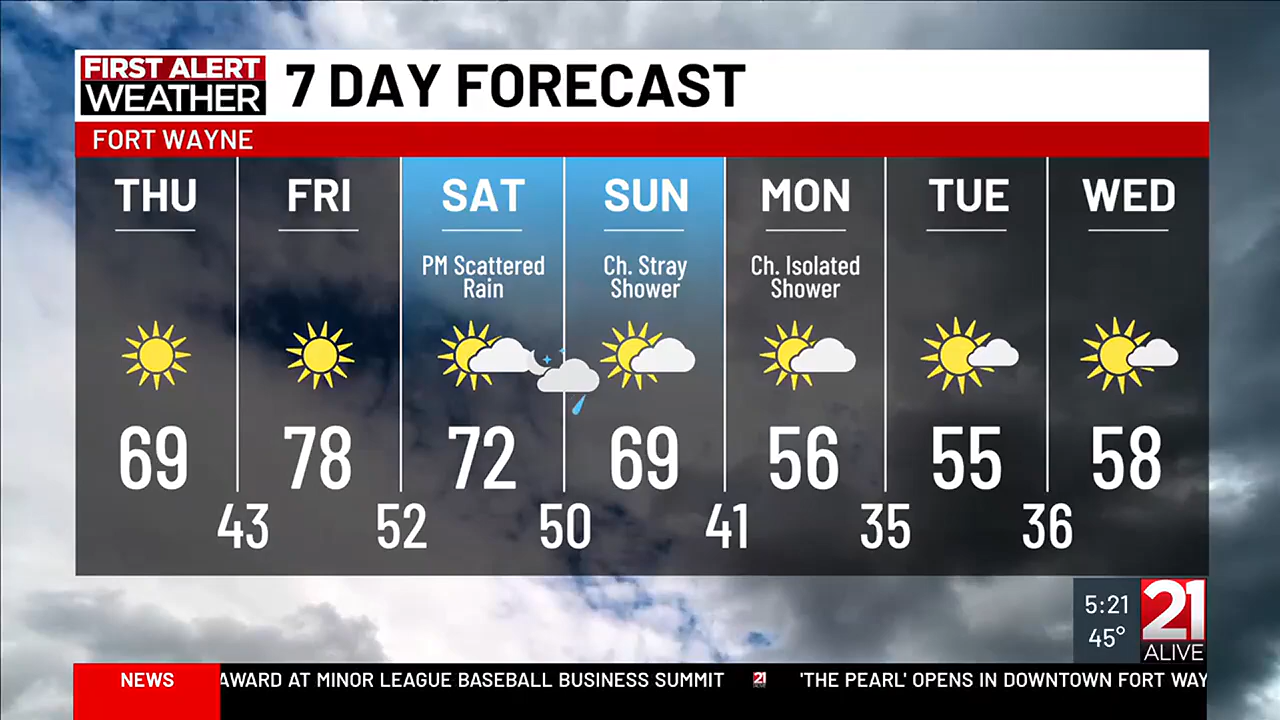 FIRST ALERT
WEATHER
7 DAY FORECAST
FORT WAYNE
THU FRI SAT SUN MON TUE WED
PM Scattered
Rain
Ch. Stray
Shower
Ch. Isolated
Shower
69 78 72 69 56 55 58
43 52 50 41 35 36
5:21
45°
21
ALIVE
NEWS
AWARD AT MINOR LEAGUE BASEBALL BUSINESS SUMMIT 21 'THE PEARL' OPENS IN DOWNTOWN FORT WAY